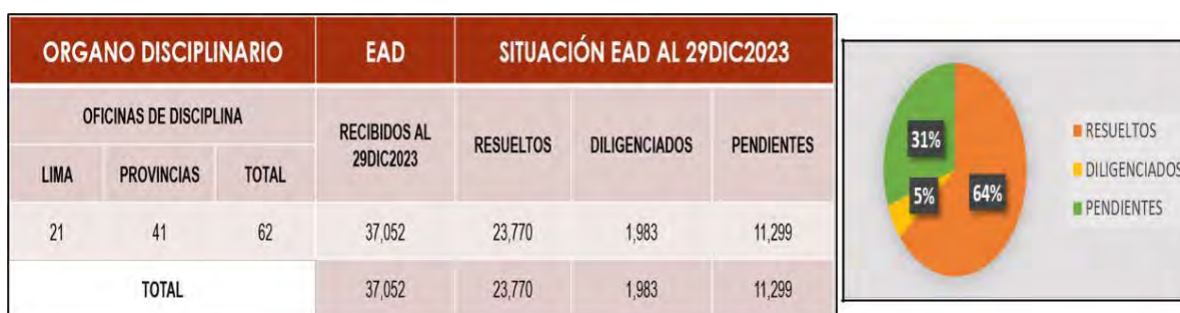 ORGANO DISCIPLINARIO EAD SITUACIÓN EAD AL 29DIC2023
OFICINAS DE DISCIPLINA RECIBIDOS AL 29DIC2023 RESUELTOS DILIGENCIADOS PENDIENTES
LIMA PROVINCIAS TOTAL
21 41 62 37,052 23,770 1,983 11,299
TOTAL 37,052 23,770 1,983 11,299
31%
5%
64%
RESUELTOS
DILIGENCIADOS
PENDIENTES